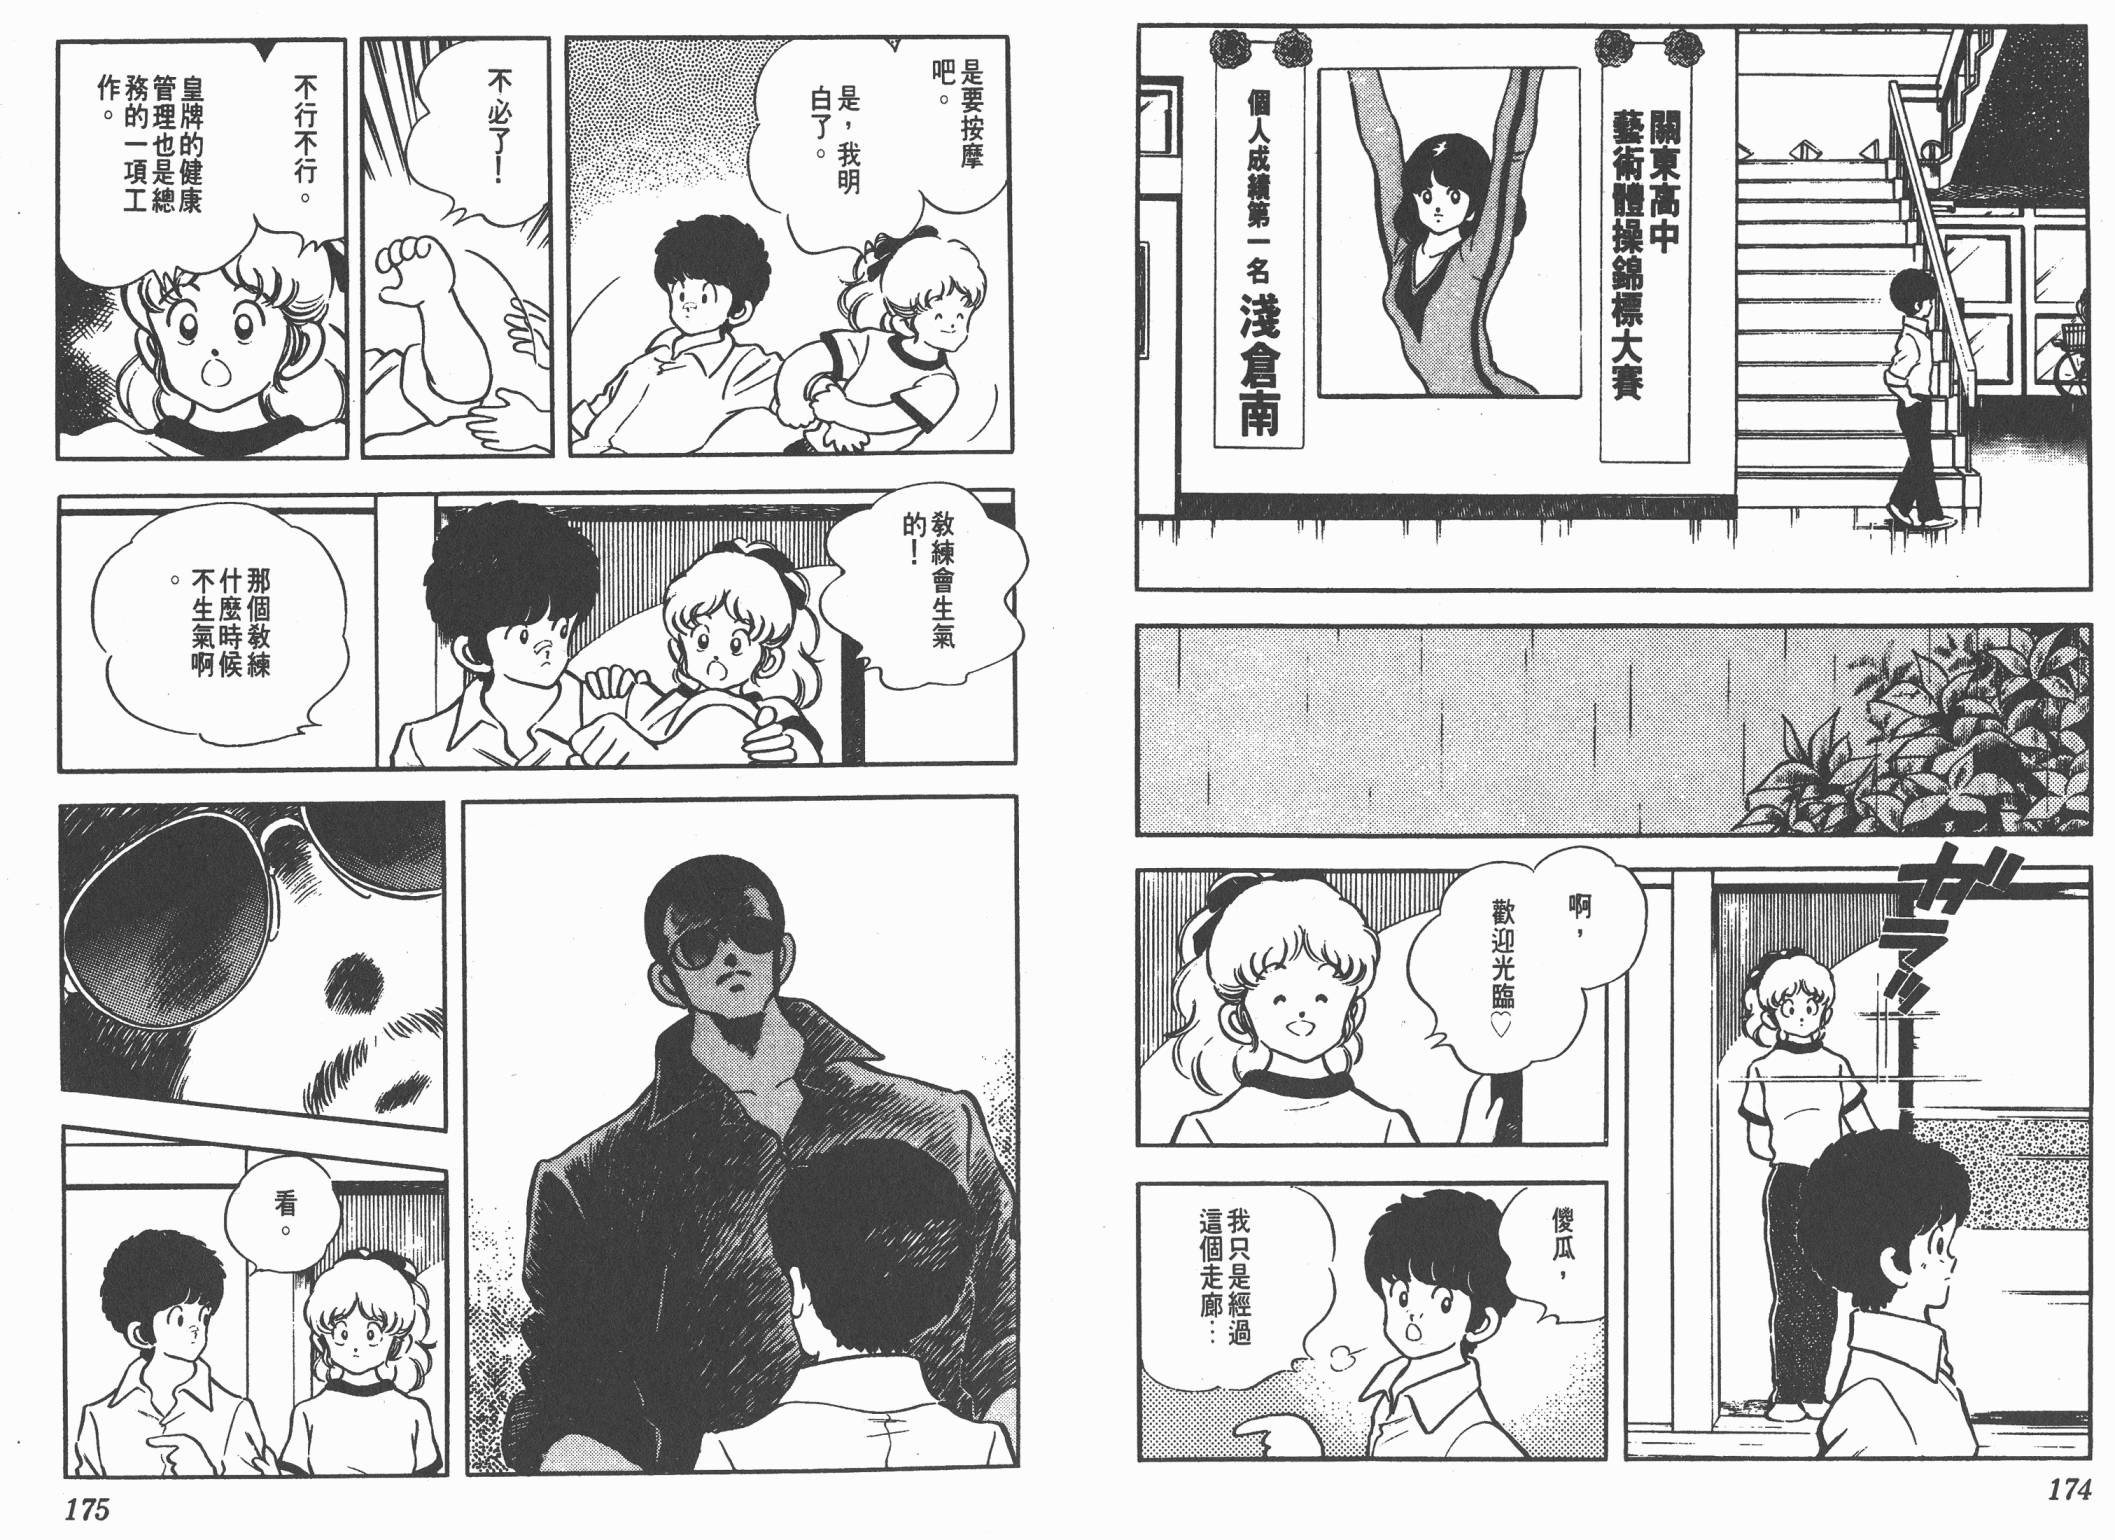 關東高中
藝術體操錦標大賽
個人成績第一名 淺倉南
ガラッ
啊，
歡迎光臨♡
傻瓜，
我只是經過
這個走廊…
174
是要按摩
吧。
是，我明
白了。
不必了！
不行不行。
皇牌的健康
管理也是總
務的一項工
作。
教練會生氣
的！
那個教練
什麼時候
不生氣啊
。
看。
175